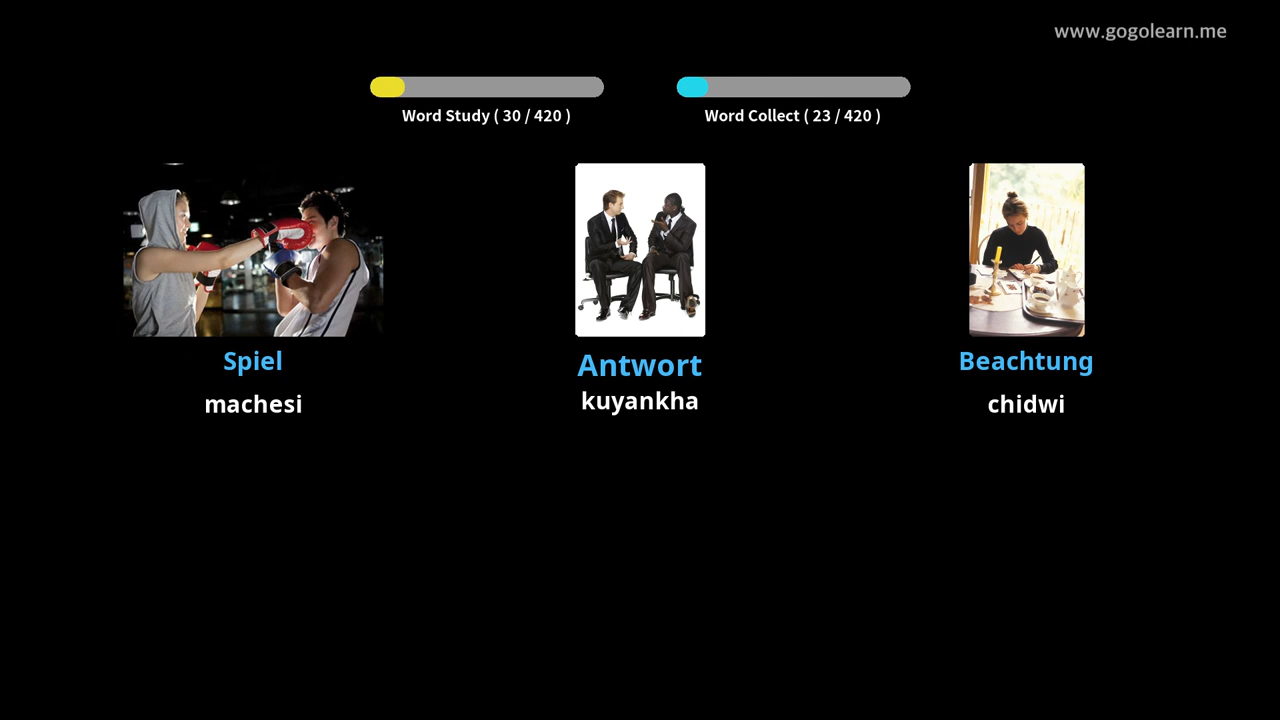 www.gogolearn.me
Word Study ( 30 / 420 )
Word Collect ( 23 / 420 )
Spiel
machesi
Antwort
kuyankha
Beachtung
chidwi